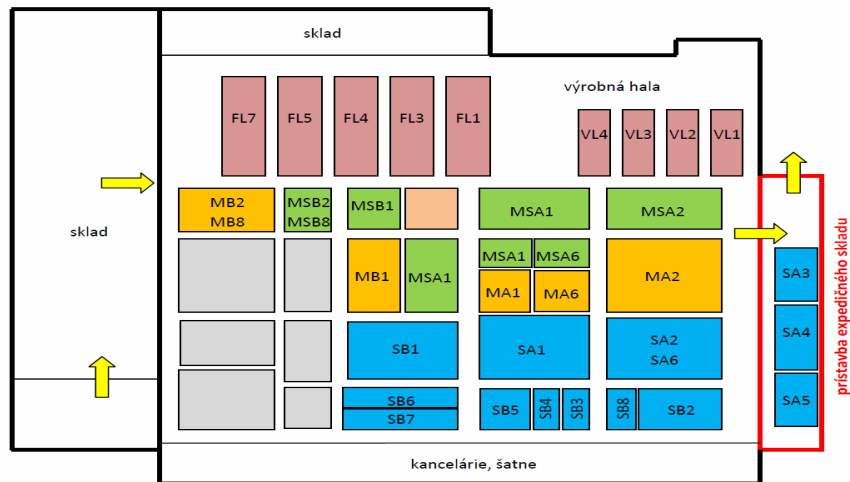 sklad
výrobná hala
FL7
FL5
FL4
FL3
FL1
VL4
VL3
VL2
VL1
MB2
MB8
MSB2
MSB8
MSB1
MSA1
MSA2
sklad
MB1
MSA1
MSA1
MSA6
MA1
MA6
MA2
SA3
SA4
SA5
SB1
SA1
SA2
SA6
SB6
SB7
SB5
SB4
SB3
SB8
SB2
prístavba expedičného skladu
kancelárie, šatne